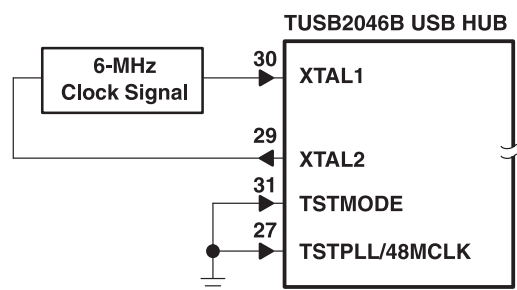 TUSB2046B USB HUB
6-MHz
Clock Signal
30
XTAL1
29
XTAL2
31
TSTMODE
27
TSTPLL/48MCLK